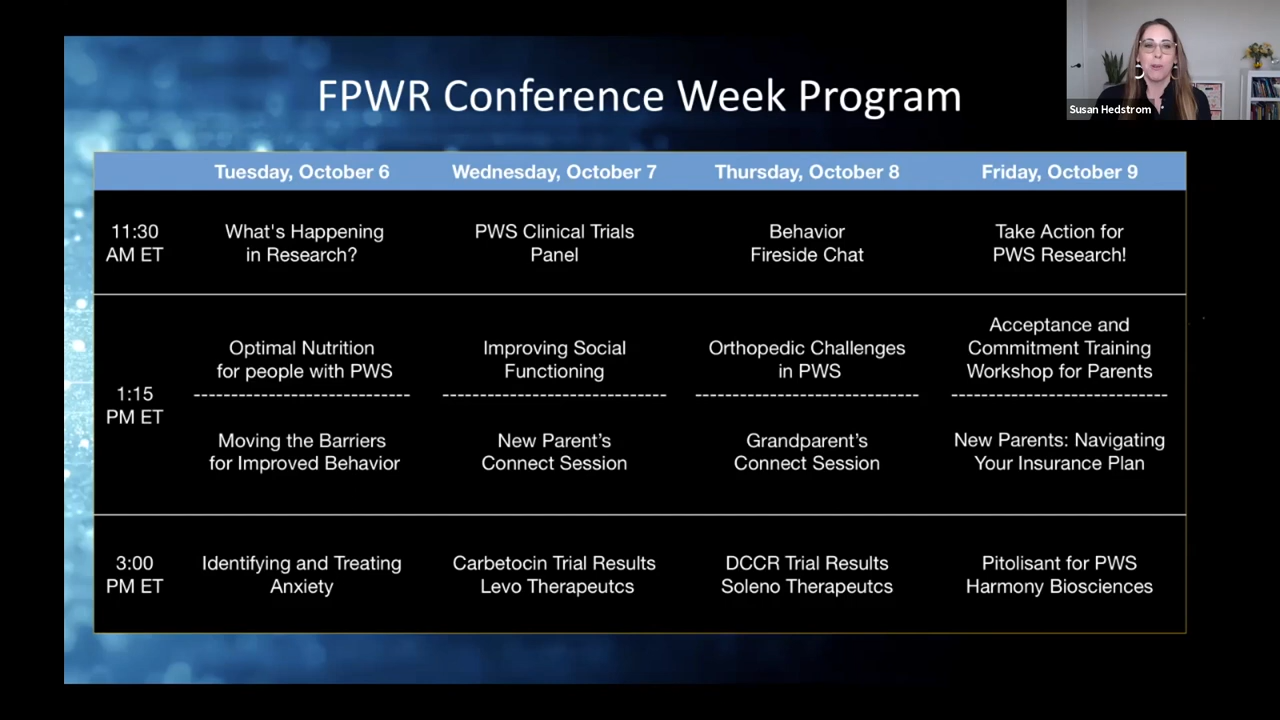 FPWR Conference Week Program
Susan Hedstrom
Tuesday, October 6
Wednesday, October 7
Thursday, October 8
Friday, October 9
11:30
AM ET
What's Happening
in Research?
PWS Clinical Trials
Panel
Behavior
Fireside Chat
Take Action for
PWS Research!
1:15
PM ET
Optimal Nutrition
for people with PWS
Improving Social
Functioning
Orthopedic Challenges
in PWS
Acceptance and
Commitment Training
Workshop for Parents
Moving the Barriers
for Improved Behavior
New Parent’s
Connect Session
Grandparent’s
Connect Session
New Parents: Navigating
Your Insurance Plan
3:00
PM ET
Identifying and Treating
Anxiety
Carbetocin Trial Results
Levo Therapeutcs
DCCR Trial Results
Soleno Therapeutcs
Pitolisant for PWS
Harmony Biosciences